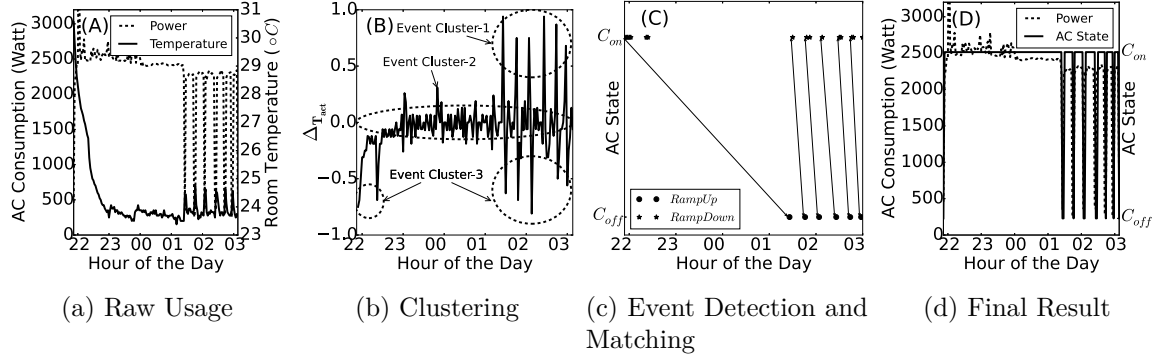 (A)
Power
Temperature
AC Consumption (Watt)
3000
2500
2000
1500
1000
500
0
31
30
29
28
27
26
25
24
23
Room Temperature (∘C)
22 23 00 01 02 03
Hour of the Day
(a) Raw Usage
(B)
Event Cluster-1
Event Cluster-2
Event Cluster-3
Δ_Tact
1.0
0.5
0.0
−0.5
−1.0
22 23 00 01 02 03
Hour of the Day
(b) Clustering
(C)
C_on
C_off
AC State
RampUp
RampDown
22 23 00 01 02 03
Hour of the Day
(c) Event Detection and
Matching
(D)
Power
AC State
AC Consumption (Watt)
3000
2500
2000
1500
1000
500
0
C_on
C_off
AC State
22 23 00 01 02 03
Hour of the Day
(d) Final Result